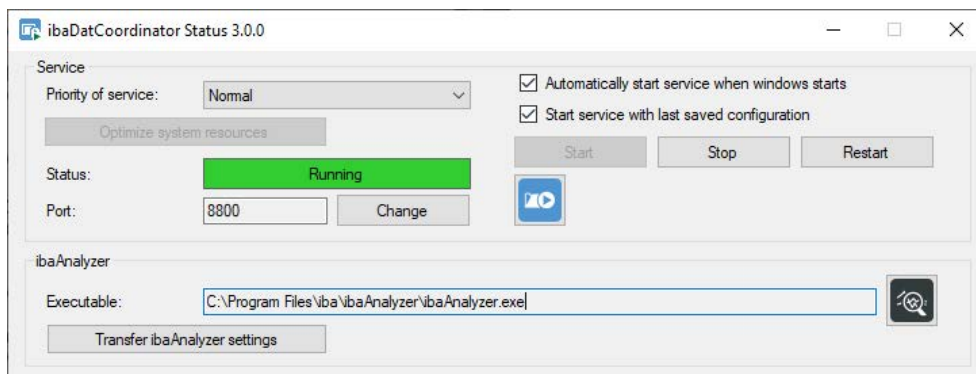 ibaDatCoordinator Status 3.0.0
Service
Priority of service: Normal
Automatically start service when windows starts
Start service with last saved configuration
Optimize system resources
Start Stop Restart
Status: Running
Port: 8800 Change
ibaAnalyzer
Executable: C:\Program Files\iba\ibaAnalyzer\ibaAnalyzer.exe
Transfer ibaAnalyzer settings